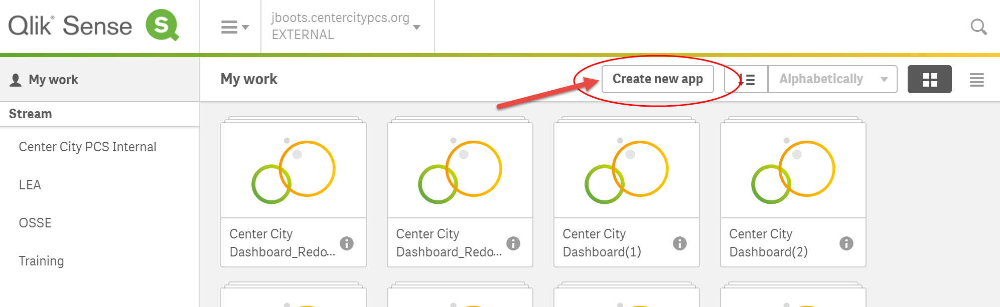 Qlik® Sense
jboots.centercitypcs.org
EXTERNAL
My work
Stream
Center City PCS Internal
LEA
OSSE
Training
My work
Create new app
Alphabetically
Center City
Dashboard_Redo...
Center City
Dashboard_Redo...
Center City
Dashboard(1)
Center City
Dashboard(2)